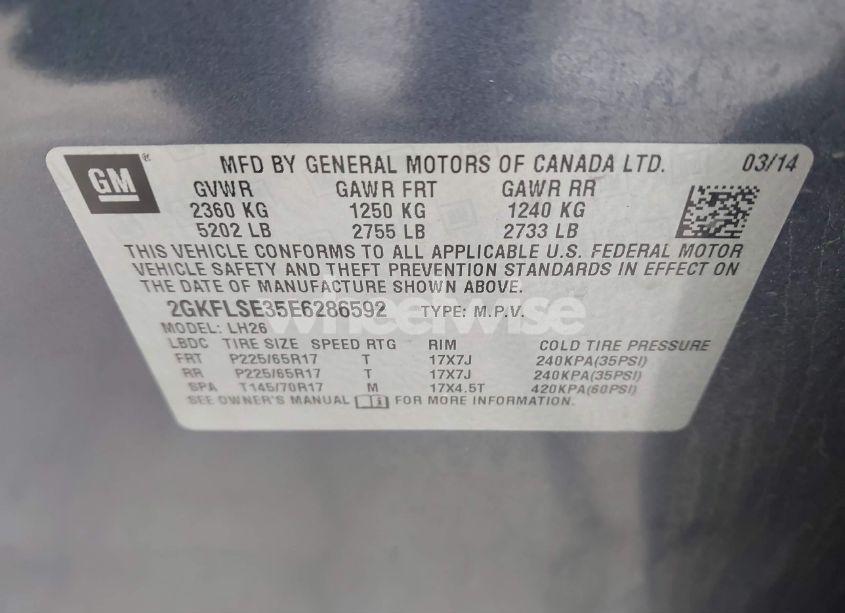 GM ® MFD BY GENERAL MOTORS OF CANADA LTD. 03/14
GVWR GAWR FRT GAWR RR
2360 KG 1250 KG 1240 KG
5202 LB 2755 LB 2733 LB
THIS VEHICLE CONFORMS TO ALL APPLICABLE U.S. FEDERAL MOTOR
VEHICLE SAFETY AND THEFT PREVENTION STANDARDS IN EFFECT ON
THE DATE OF MANUFACTURE SHOWN ABOVE.
2GKFLSE35E6286592 TYPE: M.P.V.
wheelwise
MODEL: LH26
LBDC TIRE SIZE SPEED RTG RIM COLD TIRE PRESSURE
FRT P225/65R17 T 17X7J 240KPA(35PSI)
RR P225/65R17 T 17X7J 240KPA(35PSI)
SPA T145/70R17 M 17X4.5T 420KPA(60PSI)
SEE OWNER'S MANUAL FOR MORE INFORMATION.